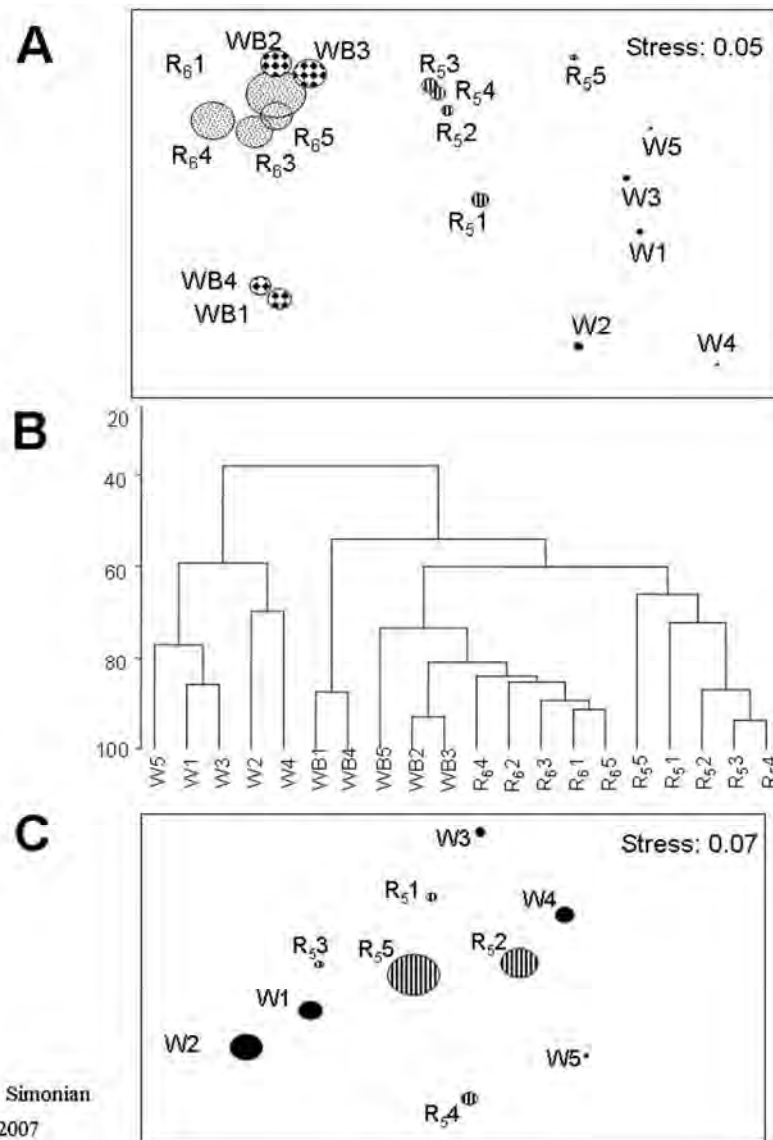 A
WB2
WB3
Stress: 0.05
R₆1
R₅3
R₅4
R₅5
R₅2
R₆4
R₆3
R₆5
W5
W3
R₅1
W1
WB4
WB1
W2
W4
B
20
40
60
80
100
W5 W1 W3 W2 W4 WB1 WB4 WB5 WB2 WB3 R₆4 R₆2 R₆3 R₆1 R₆5 R₅5 R₅1 R₅2 R₅3 R₅4
C
W3
Stress: 0.07
R₅1
W4
R₅3
R₅5
R₅2
W1
W2
W5
R₅4
Simonian
2007